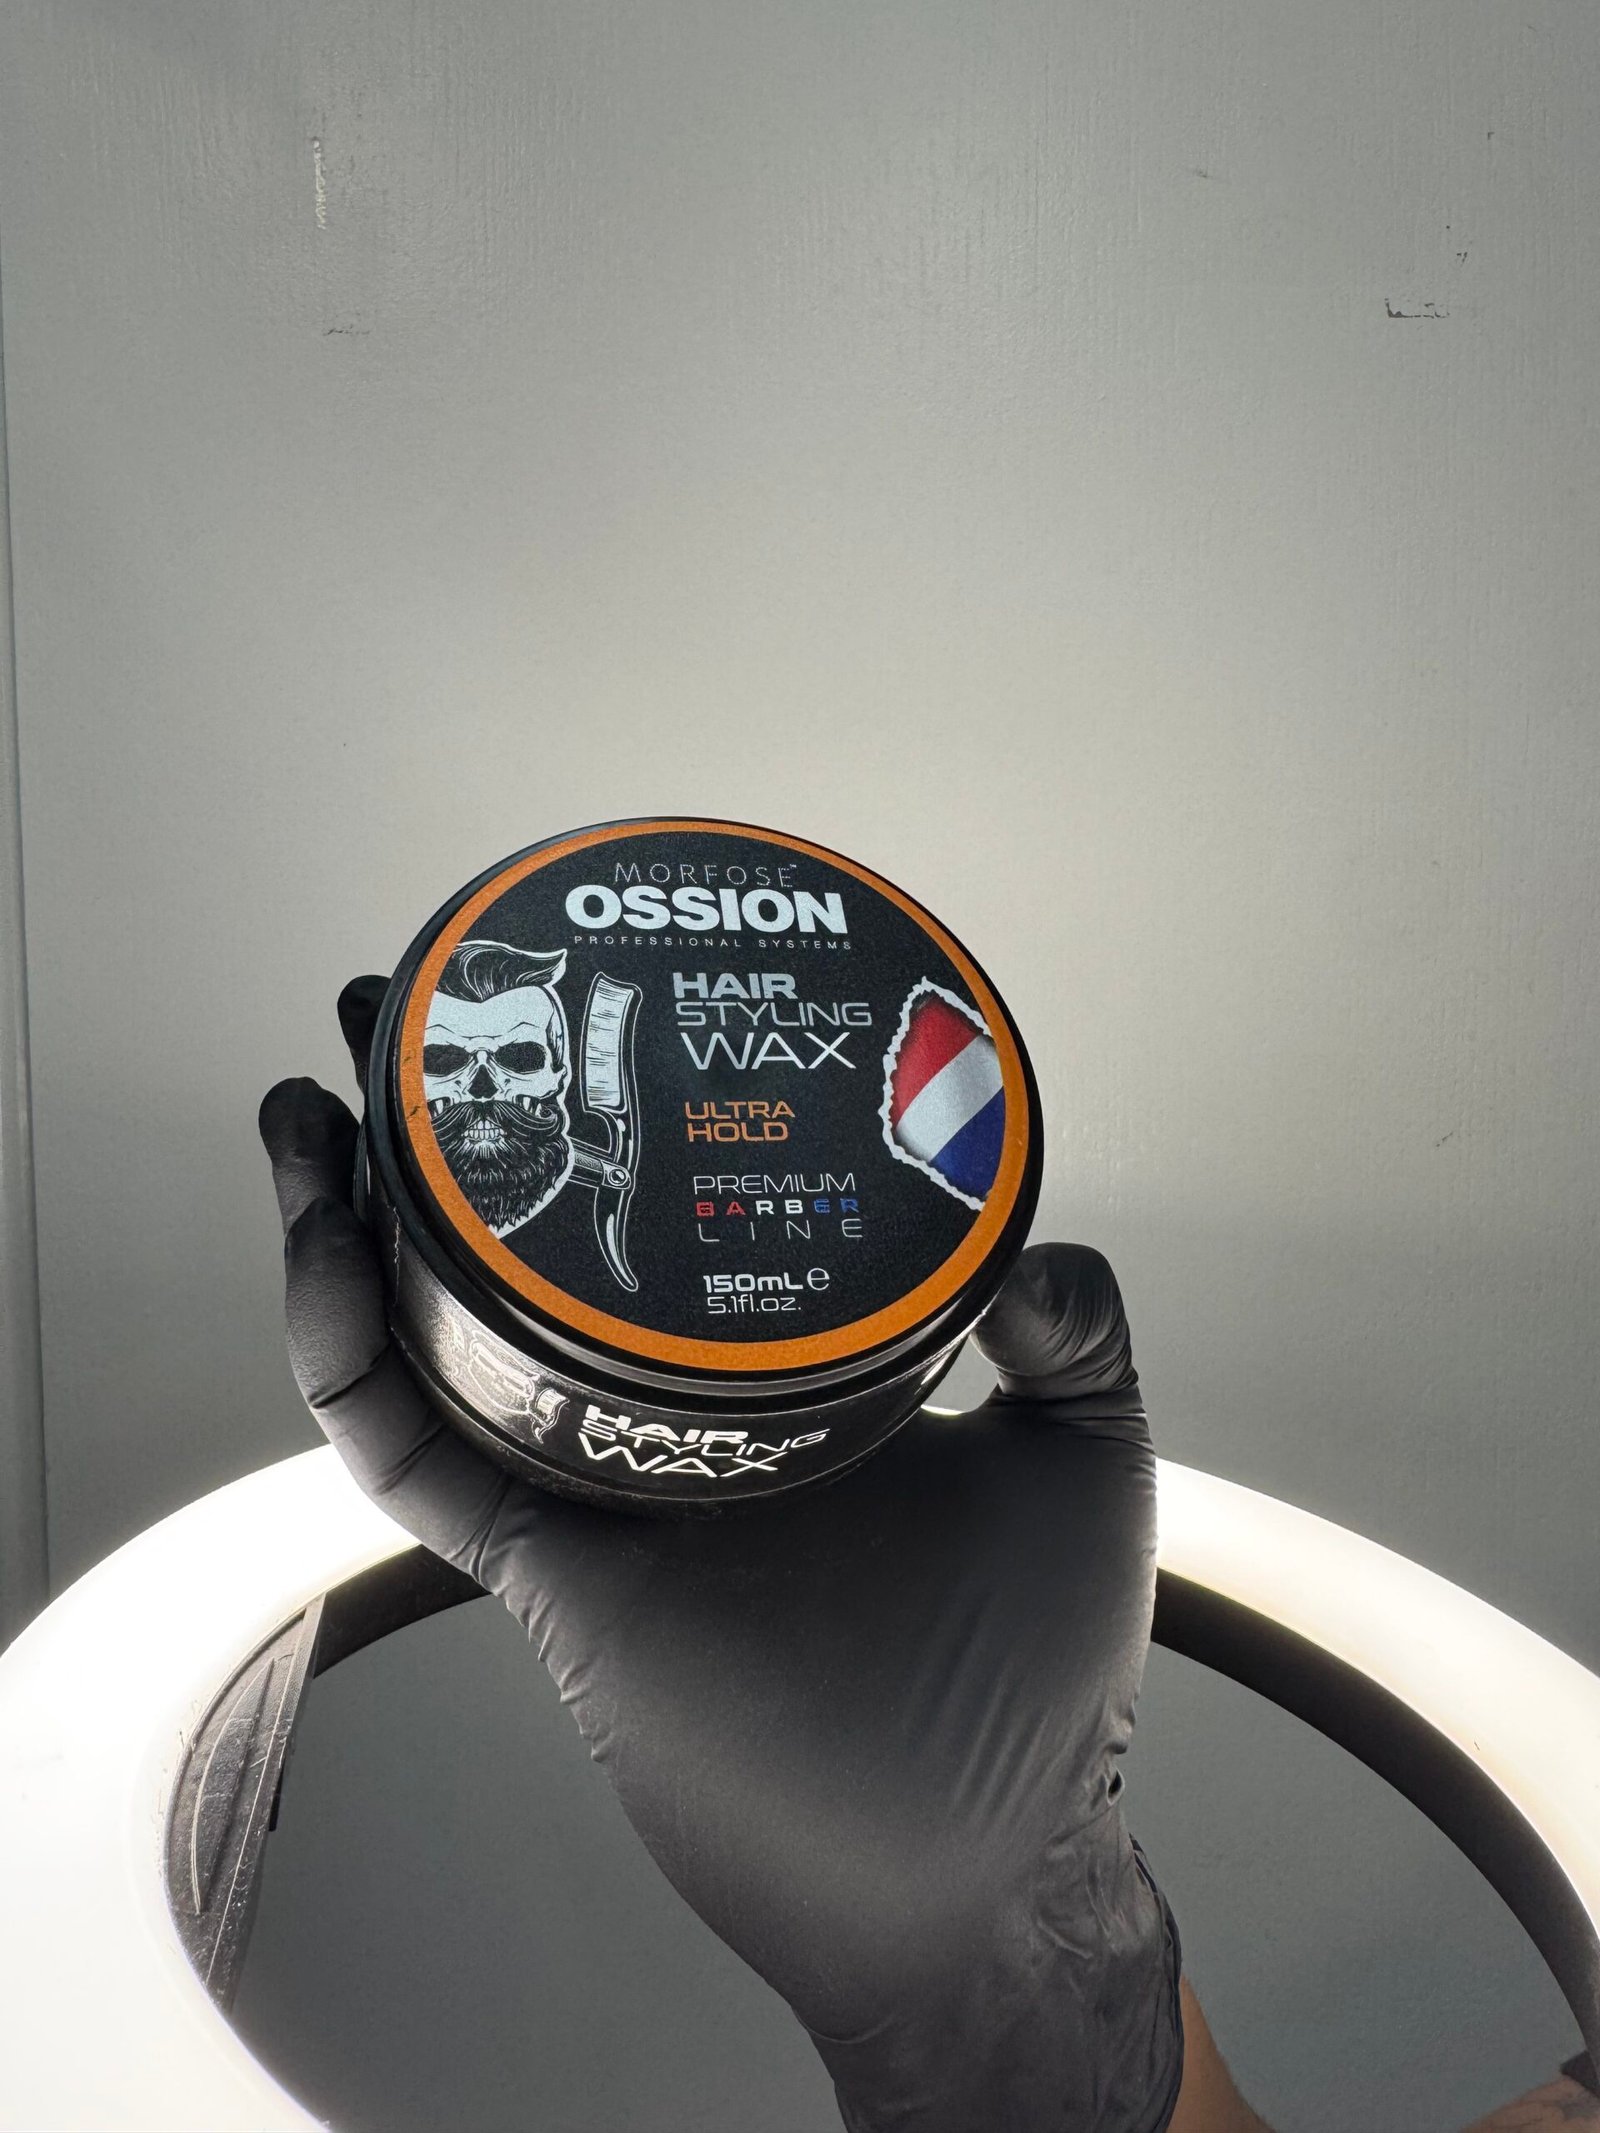 MORFOSE™
OSSION
PROFESSIONAL SYSTEMS
HAIR
STYLING
WAX
ULTRA
HOLD
PREMIUM
BARBER
LINE
150mL e
5.1fl.oz.
HAIR
STYLING
WAX